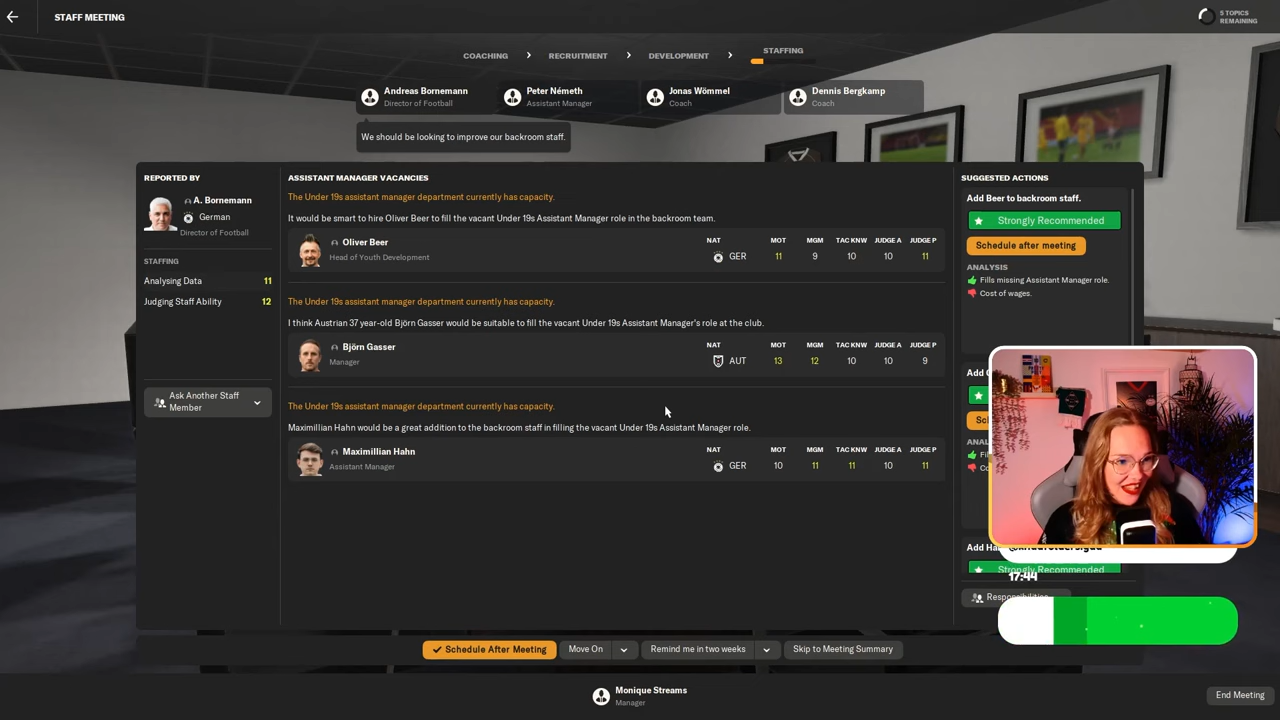 STAFF MEETING
5 TOPICS
REMAINING
COACHING
RECRUITMENT
DEVELOPMENT
STAFFING
Andreas Bornemann
Director of Football
Peter Németh
Assistant Manager
Jonas Wömmel
Coach
Dennis Bergkamp
Coach
We should be looking to improve our backroom staff.
REPORTED BY
A. Bornemann
German
Director of Football
STAFFING
Analysing Data 11
Judging Staff Ability 12
Ask Another Staff
Member
ASSISTANT MANAGER VACANCIES
The Under 19s assistant manager department currently has capacity.
It would be smart to hire Oliver Beer to fill the vacant Under 19s Assistant Manager role in the backroom team.
Oliver Beer
Head of Youth Development
NAT MOT MGM TAC KNW JUDGE A JUDGE P
GER 11 9 10 10 11
The Under 19s assistant manager department currently has capacity.
I think Austrian 37 year-old Björn Gasser would be suitable to fill the vacant Under 19s Assistant Manager's role at the club.
Björn Gasser
Manager
NAT MOT MGM TAC KNW JUDGE A JUDGE P
AUT 13 12 10 10 9
The Under 19s assistant manager department currently has capacity.
Maximillian Hahn would be a great addition to the backroom staff in filling the vacant Under 19s Assistant Manager role.
Maximillian Hahn
Assistant Manager
NAT MOT MGM TAC KNW JUDGE A JUDGE P
GER 10 11 11 10 11
SUGGESTED ACTIONS
Add Beer to backroom staff.
Strongly Recommended
Schedule after meeting
ANALYSIS
Fills missing Assistant Manager role.
Cost of wages.
Add
Add
Strongly Recommended
17:44
Responsibilities
Schedule After Meeting
Move On
Remind me in two weeks
Skip to Meeting Summary
Monique Streams
Manager
End Meeting